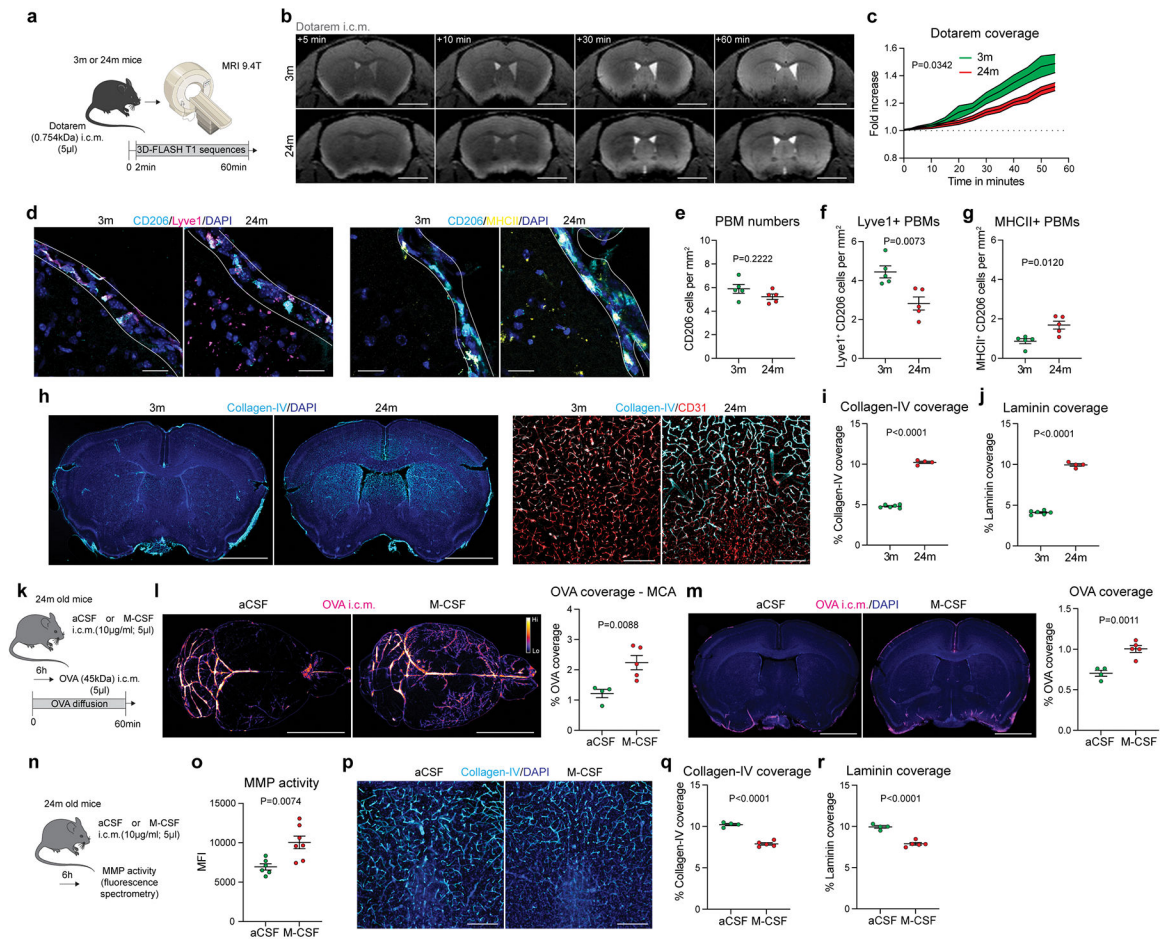 a
3m or 24m mice
MRI 9.4T
Dotarem
(0.754kDa) i.c.m.
(5µl)
3D-FLASH T1 sequences
0 2min 60min
b
Dotarem i.c.m.
+5 min +10 min +30 min +60 min
3m
24m
c
Dotarem coverage
P=0.0342
3m
24m
Fold increase
1.6
1.4
1.2
1.0
0.8
0 10 20 30 40 50 60
Time in minutes
d
3m CD206/Lyve1/DAPI 24m
3m CD206/MHCII/DAPI 24m
e
PBM numbers
P=0.2222
CD206 cells per mm²
10
8
6
4
2
0
3m 24m
f
Lyve1+ PBMs
P=0.0073
Lyve1⁺ CD206 cells per mm²
6
4
2
0
3m 24m
g
MHCII+ PBMs
P=0.0120
MHCII⁺ CD206 cells per mm²
5
4
3
2
1
0
3m 24m
h
3m Collagen-IV/DAPI 24m
3m Collagen-IV/CD31 24m
i
Collagen-IV coverage
P<0.0001
% Collagen-IV coverage
15
10
5
0
3m 24m
j
Laminin coverage
P<0.0001
% Laminin coverage
15
10
5
0
3m 24m
k
24m old mice
aCSF or M-CSF
i.c.m.(10µg/ml; 5µl)
6h
OVA (45kDa) i.c.m.
(5µl)
OVA diffusion
0 60min
l
aCSF OVA i.c.m. M-CSF
Hi
Lo
OVA coverage - MCA
P=0.0088
% OVA coverage
4
3
2
1
0
aCSF M-CSF
m
aCSF OVA i.c.m./DAPI M-CSF
OVA coverage
P=0.0011
% OVA coverage
1.5
1.0
0.5
0.0
aCSF M-CSF
n
24m old mice
aCSF or M-CSF
i.c.m.(10µg/ml; 5µl)
6h
MMP activity
(fluorescence
spectrometry)
o
MMP activity
P=0.0074
MFI
15000
10000
5000
0
aCSF M-CSF
p
aCSF Collagen-IV/DAPI M-CSF
q
Collagen-IV coverage
P<0.0001
% Collagen-IV coverage
15
10
5
0
aCSF M-CSF
r
Laminin coverage
P<0.0001
% Laminin coverage
15
10
5
0
aCSF M-CSF